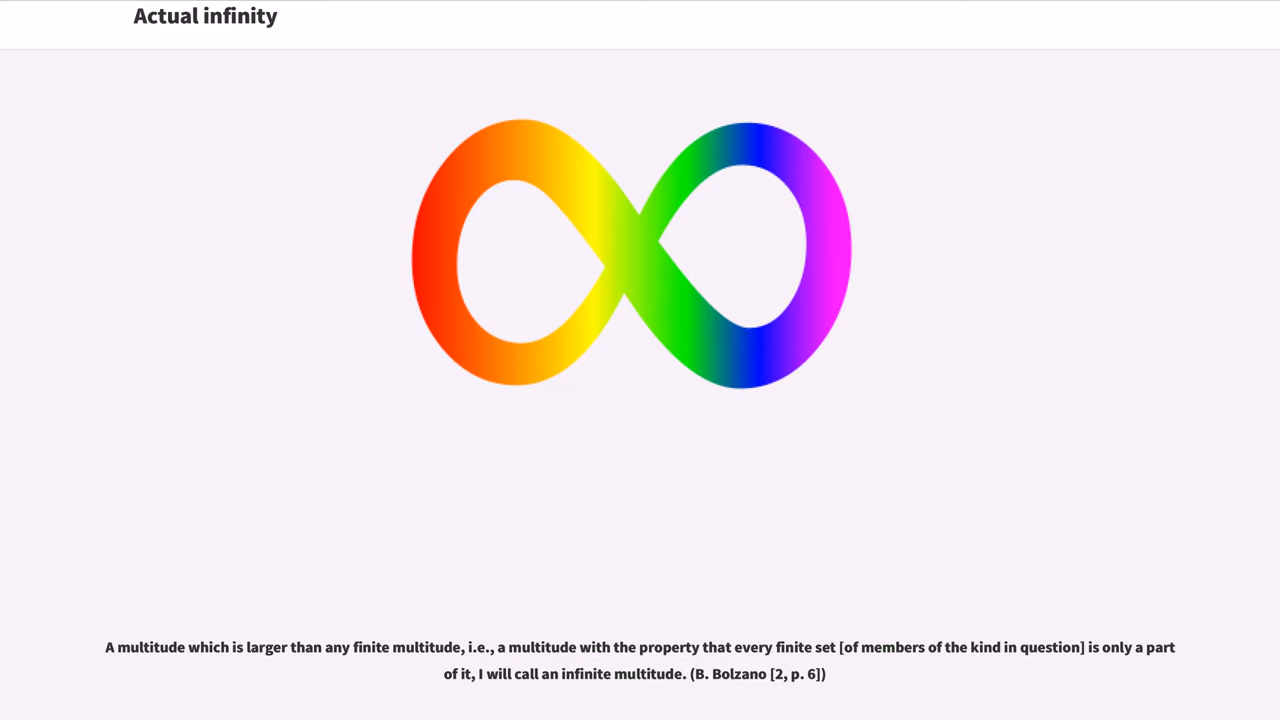 Actual infinity
A multitude which is larger than any finite multitude, i.e., a multitude with the property that every finite set [of members of the kind in question] is only a part
of it, I will call an infinite multitude. (B. Bolzano [2, p. 6])